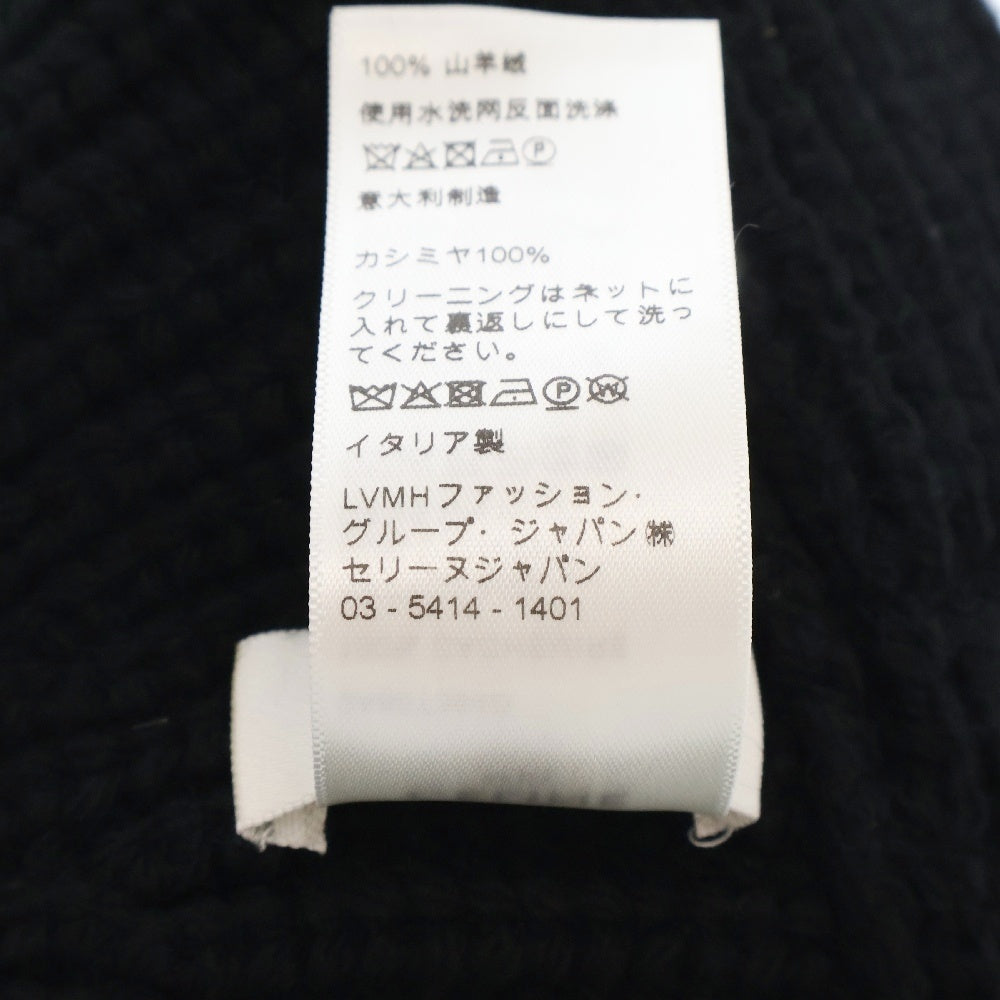 100% 山羊绒
使用水洗网反面洗涤
P
意大利制造
カシミヤ100%
クリーニングはネットに
入れて裏返しにして洗っ
てください。
P W
イタリア製
LVMHファッション·
グループ· ジャパン㈱
セリーヌジャパン
03 - 5414 - 1401